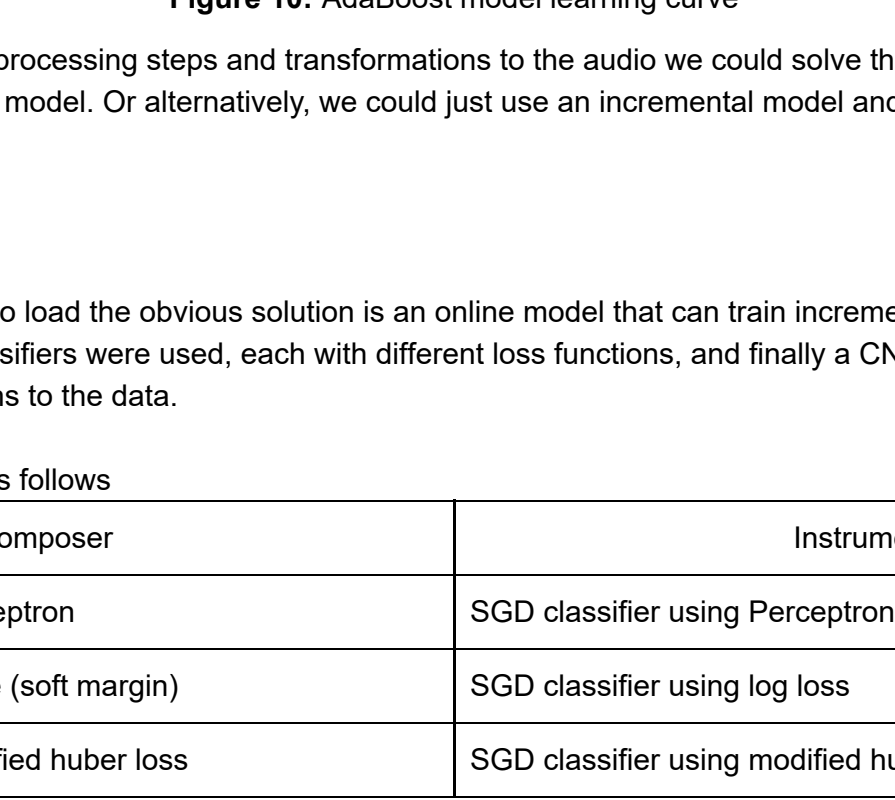 Figure 10: AdaBoost model learning curve
processing steps and transformations to the audio we could solve th
model. Or alternatively, we could just use an incremental model and
o load the obvious solution is an online model that can train increme
sifiers were used, each with different loss functions, and finally a CN
ns to the data.
s follows
omposer Instrume
eptron SGD classifier using Perceptron
(soft margin) SGD classifier using log loss
fied huber loss SGD classifier using modified hu